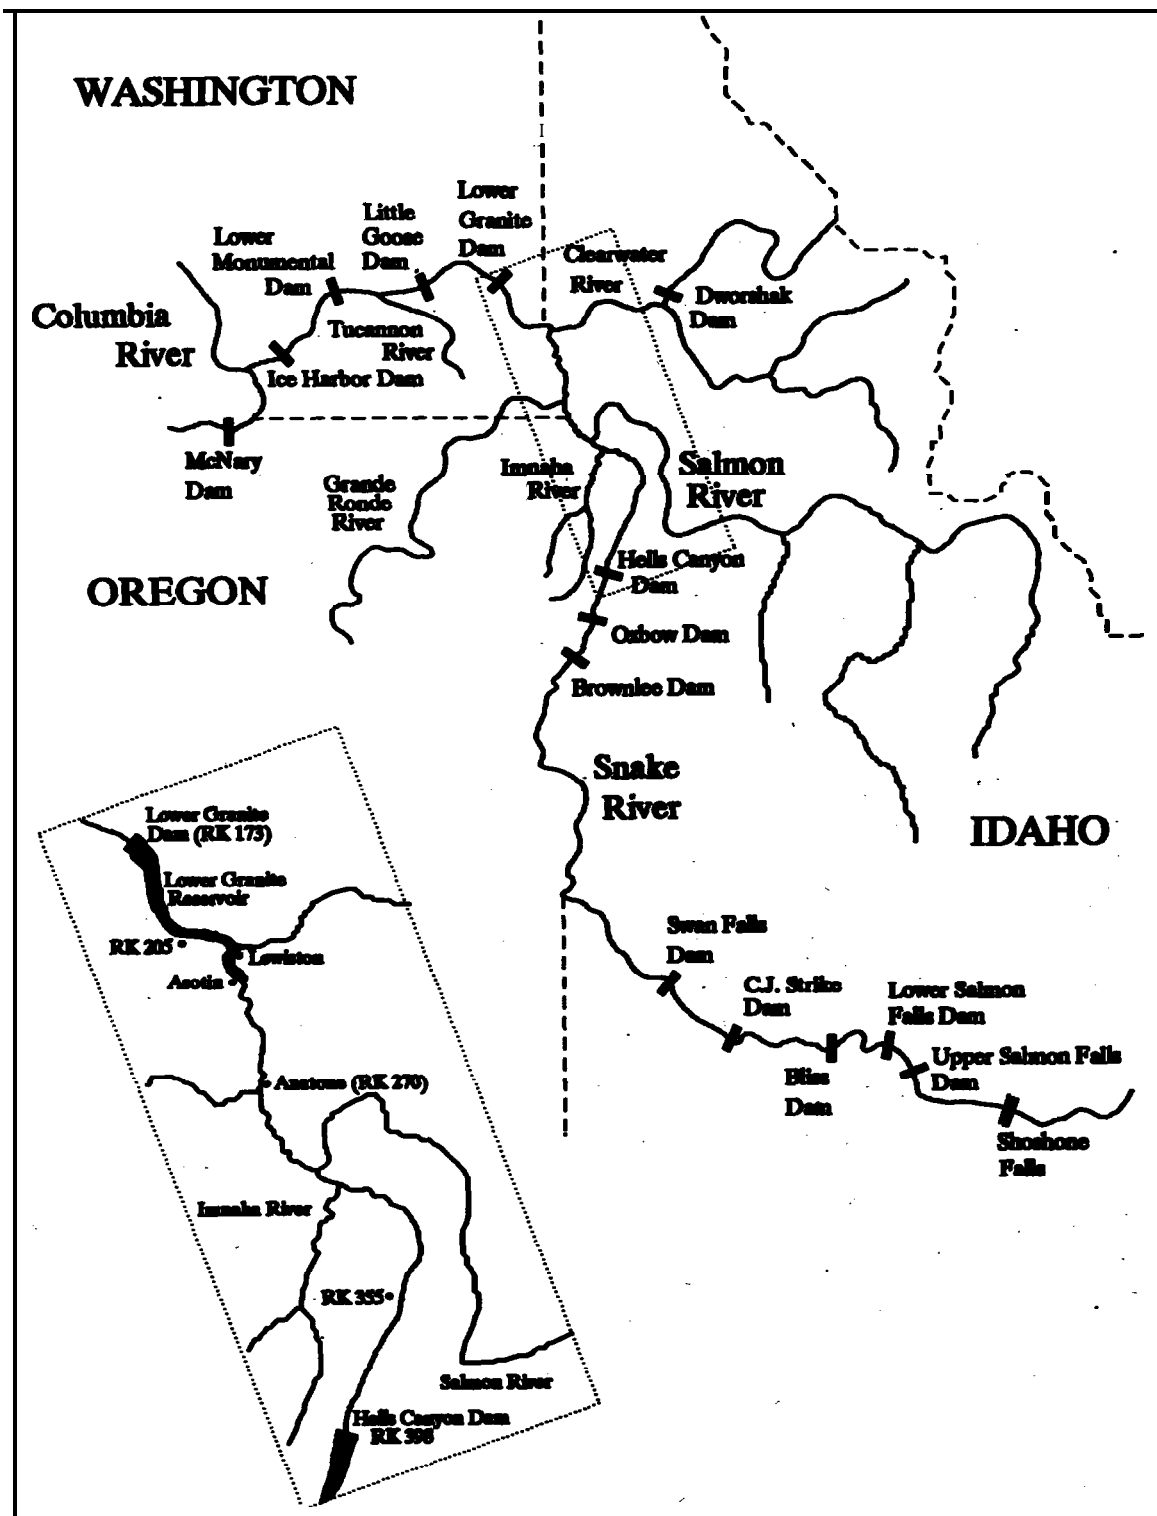 WASHINGTON
Lower
Granite
Dam
Little
Goose
Dam
Lower
Monumental
Dam
Clearwater
River
Dworshak
Dam
Columbia
River
Tucannon
River
Ice Harbor Dam
McNary
Dam
Imnaha
River
Salmon
River
Grande
Ronde
River
Hells Canyon
Dam
OREGON
Oxbow Dam
Brownlee Dam
Snake
River
IDAHO
Lower Granite
Dam (RK 173)
Lower Granite
Reservoir
RK 205
Lewiston
Asotin
Swan Falls
Dam
C.J. Strike
Dam
Lower Salmon
Falls Dam
Upper Salmon Falls
Dam
Bliss
Dam
Shoshone
Falls
Anatone (RK 270)
Imnaha River
RK 355
Salmon River
Hells Canyon Dam
RK 398